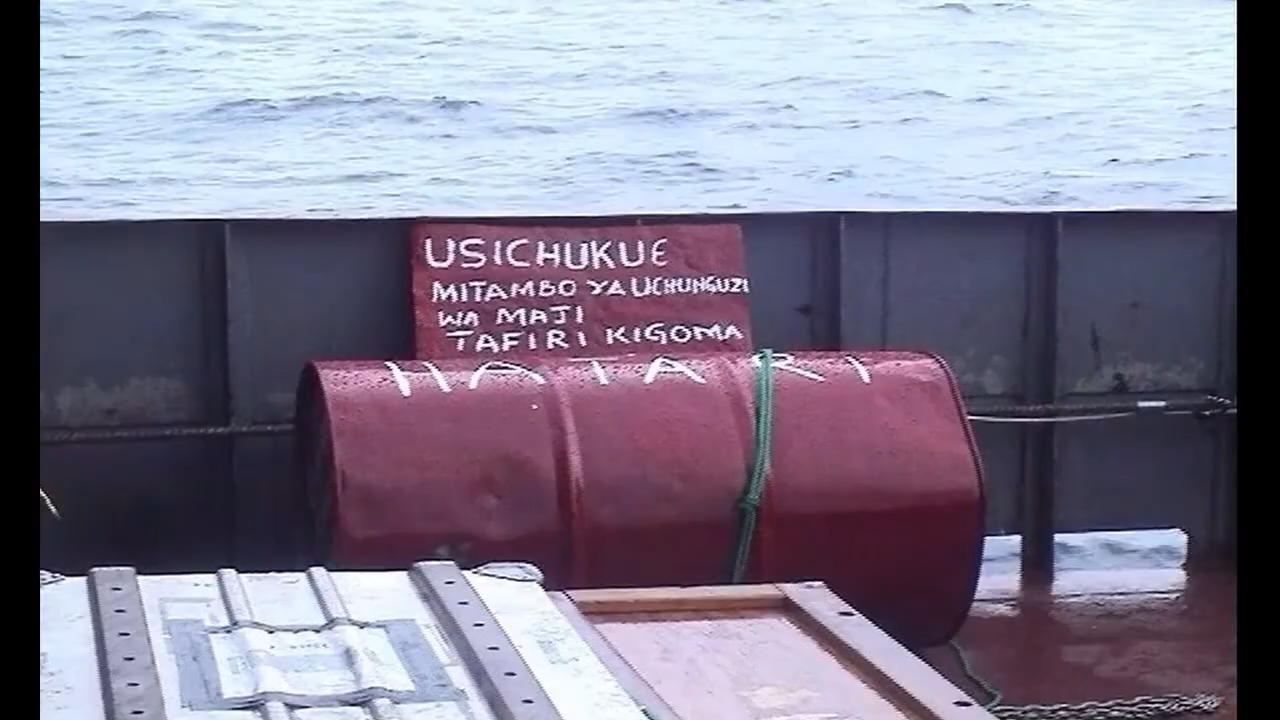 USICHUKUE
MITAMBO YA UCHUNGUZI
WA MAJI
TAFIRI KIGOMA
HATARI